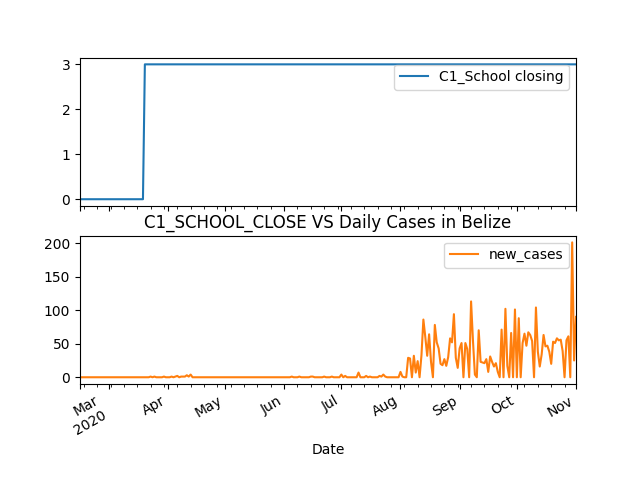 3
2
1
0
C1_School closing
C1_SCHOOL_CLOSE VS Daily Cases in Belize
200
150
100
50
0
new_cases
Mar Apr May Jun Jul Aug Sep Oct Nov
2020
Date